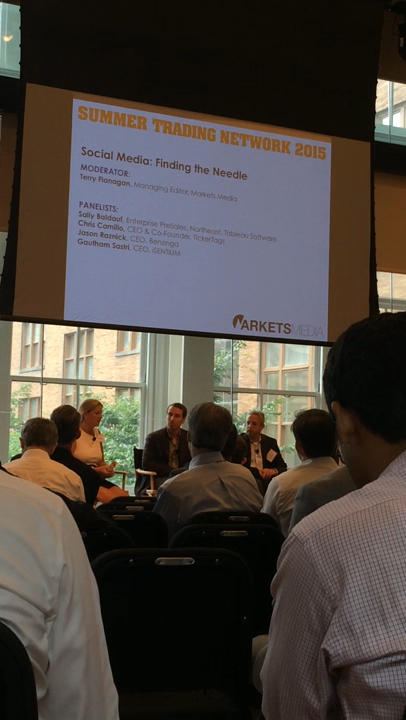 SUMMER TRADING NETWORK 2015
Social Media: Finding the Needle
MODERATOR:
Terry Flanagan, Managing Editor, Markets Media
PANELISTS:
Sally Baldauf, Enterprise PreSales, Northeast, Tableau Software
Chris Camillo, CEO & Co-Founder, TickerTags
Jason Raznick, CEO, Benzinga
Gautham Sastri, CEO, iSENTIUM
MARKETSMEDIA